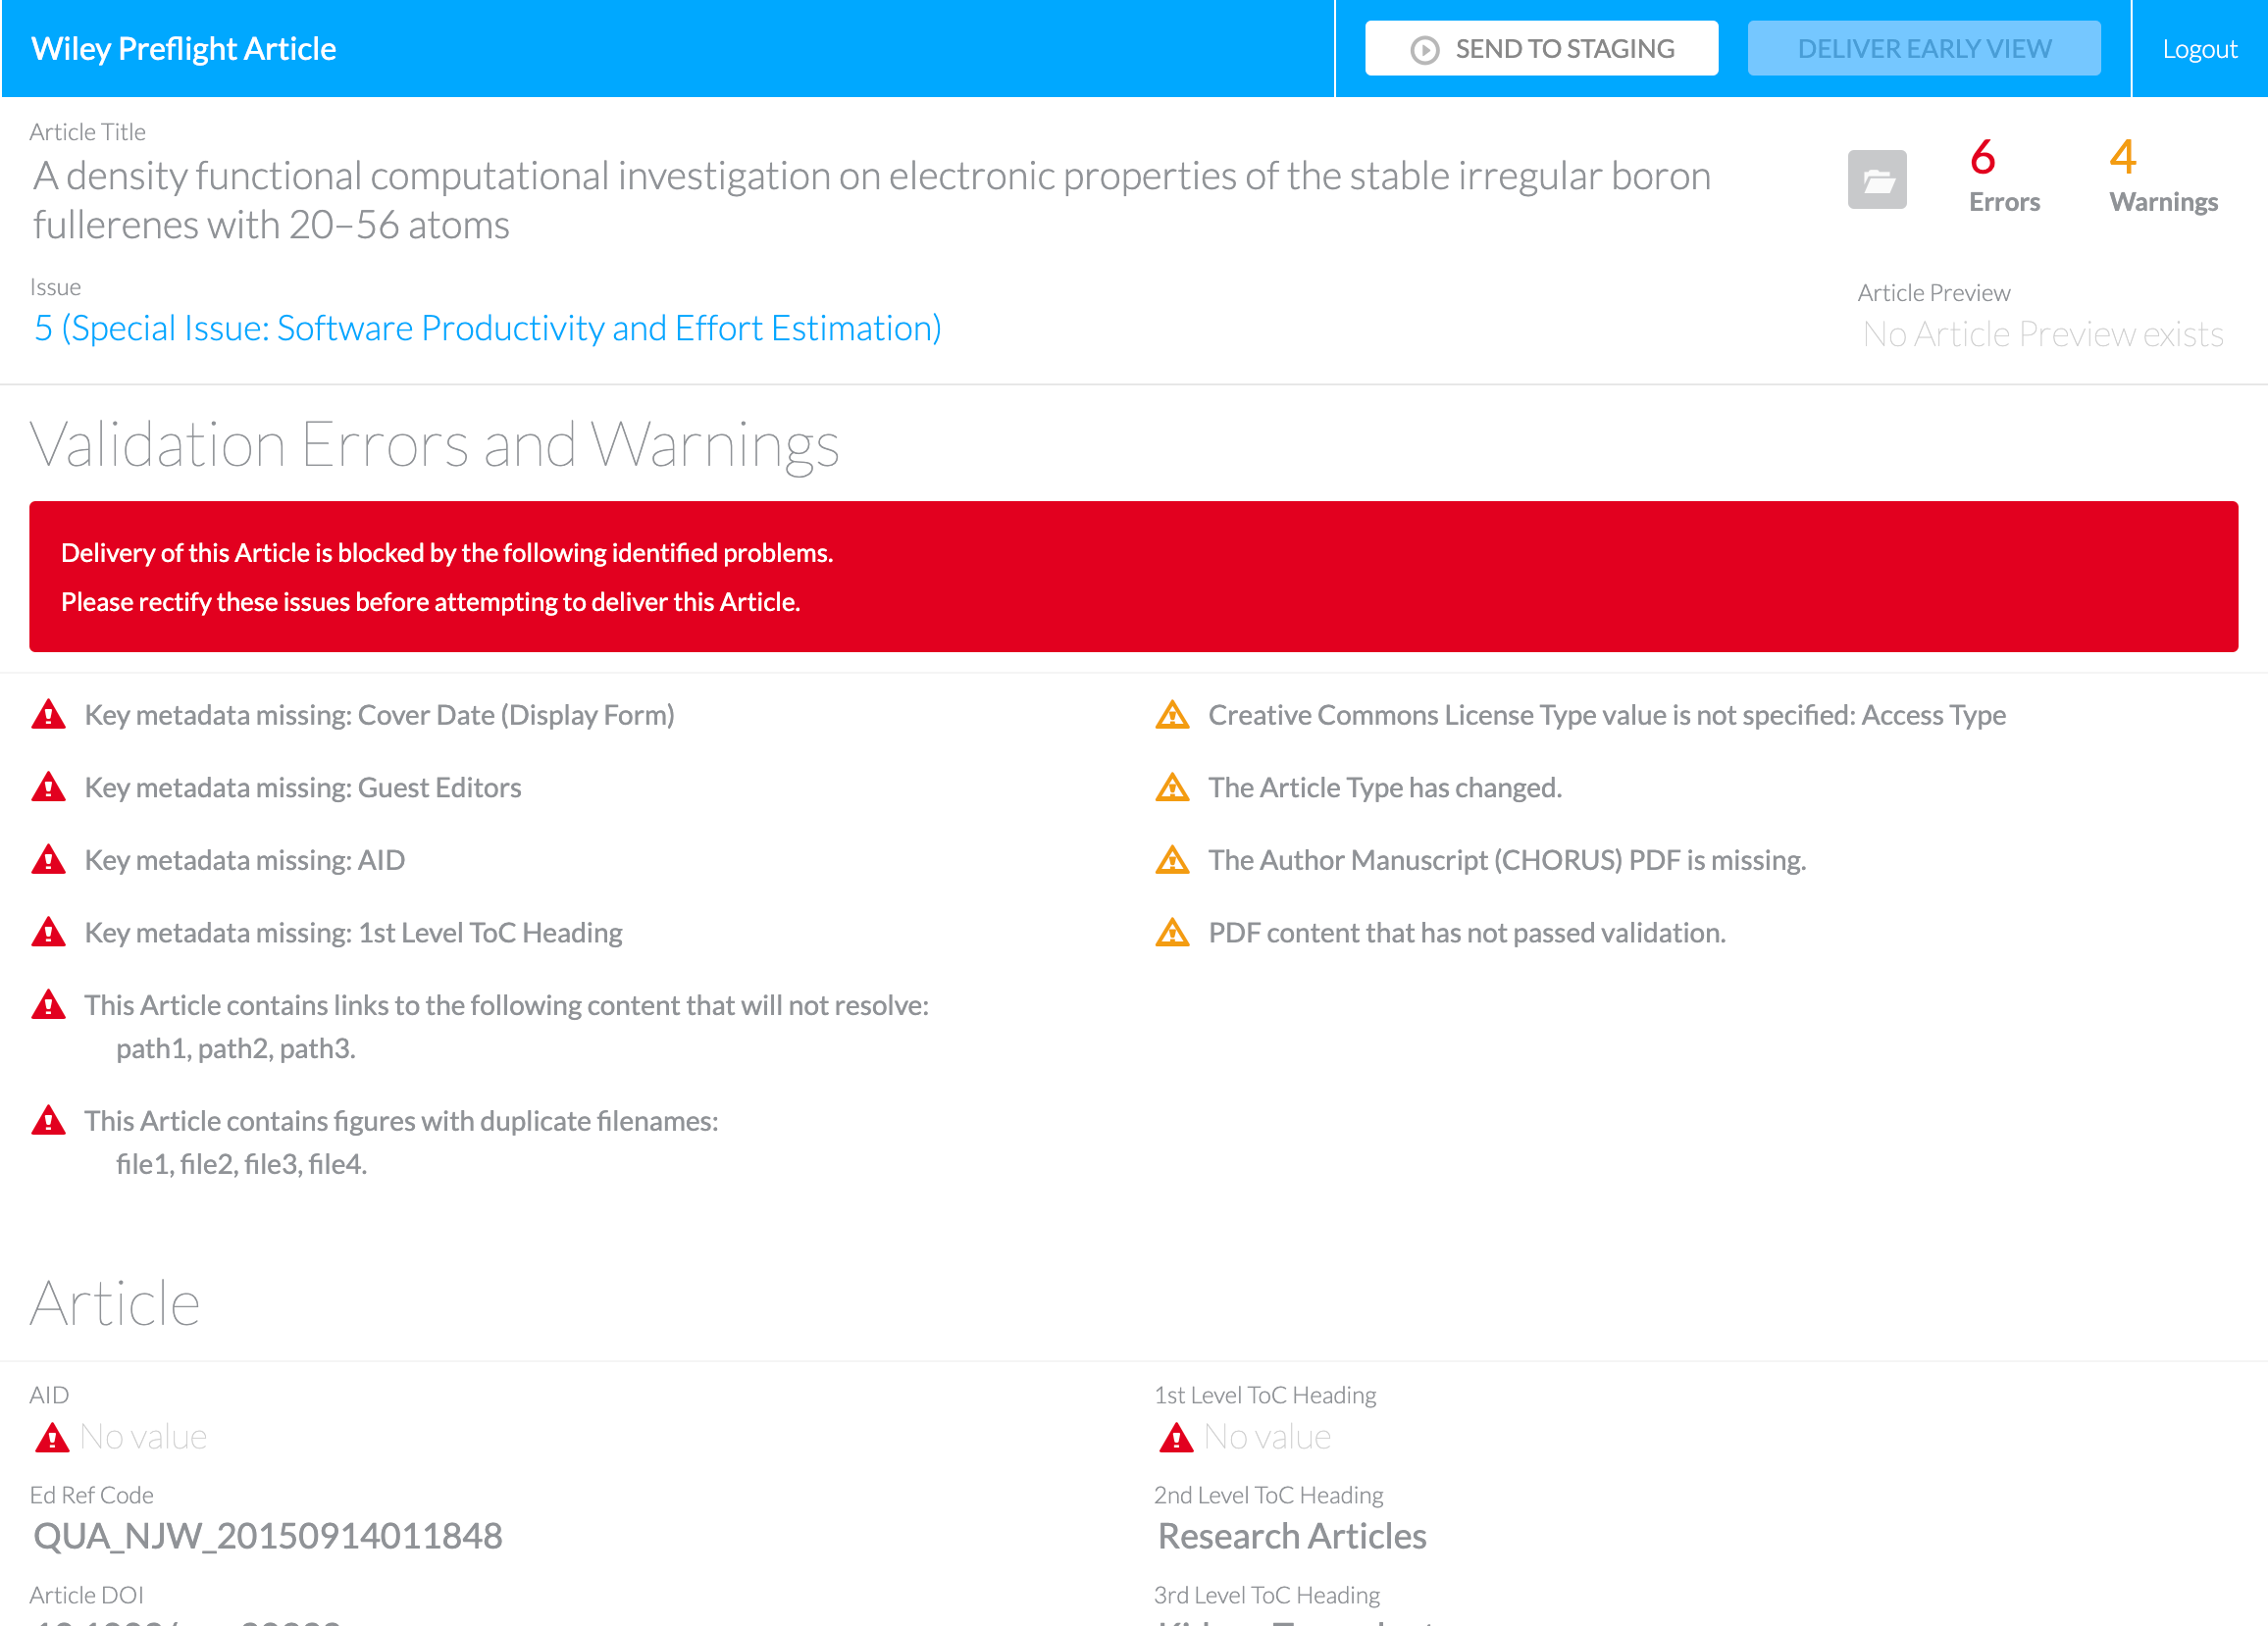 Wiley Preflight Article
SEND TO STAGING
DELIVER EARLY VIEW
Logout
Article Title
A density functional computational investigation on electronic properties of the stable irregular boron
fullerenes with 20–56 atoms
6
Errors
4
Warnings
Issue
5 (Special Issue: Software Productivity and Effort Estimation)
Article Preview
No Article Preview exists
Validation Errors and Warnings
Delivery of this Article is blocked by the following identified problems.
Please rectify these issues before attempting to deliver this Article.
Key metadata missing: Cover Date (Display Form)
Key metadata missing: Guest Editors
Key metadata missing: AID
Key metadata missing: 1st Level ToC Heading
This Article contains links to the following content that will not resolve:
path1, path2, path3.
This Article contains figures with duplicate filenames:
file1, file2, file3, file4.
Creative Commons License Type value is not specified: Access Type
The Article Type has changed.
The Author Manuscript (CHORUS) PDF is missing.
PDF content that has not passed validation.
Article
AID
No value
Ed Ref Code
QUA_NJW_20150914011848
Article DOI
1st Level ToC Heading
No value
2nd Level ToC Heading
Research Articles
3rd Level ToC Heading